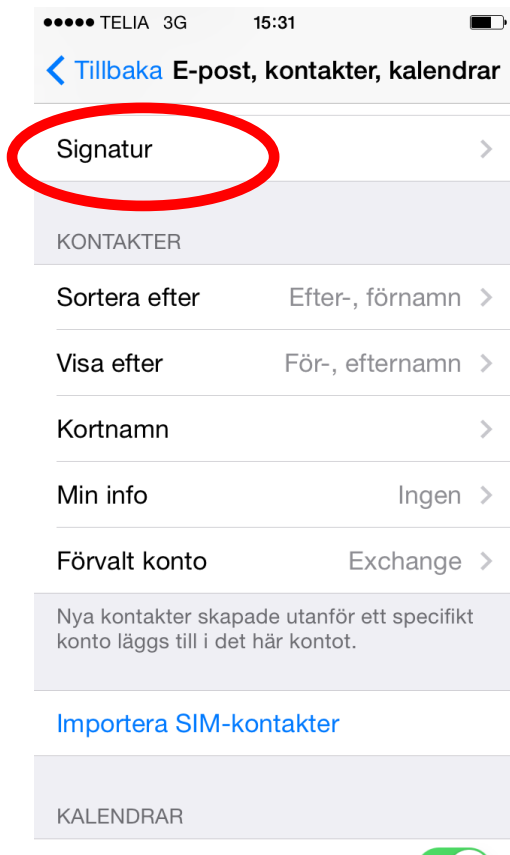 TELIA 3G 15:31
Tillbaka E-post, kontakter, kalendrar
Signatur
KONTAKTER
Sortera efter Efter-, förnamn
Visa efter För-, efternamn
Kortnamn
Min info Ingen
Förvalt konto Exchange
Nya kontakter skapade utanför ett specifikt
konto läggs till i det här kontot.
Importera SIM-kontakter
KALENDRAR